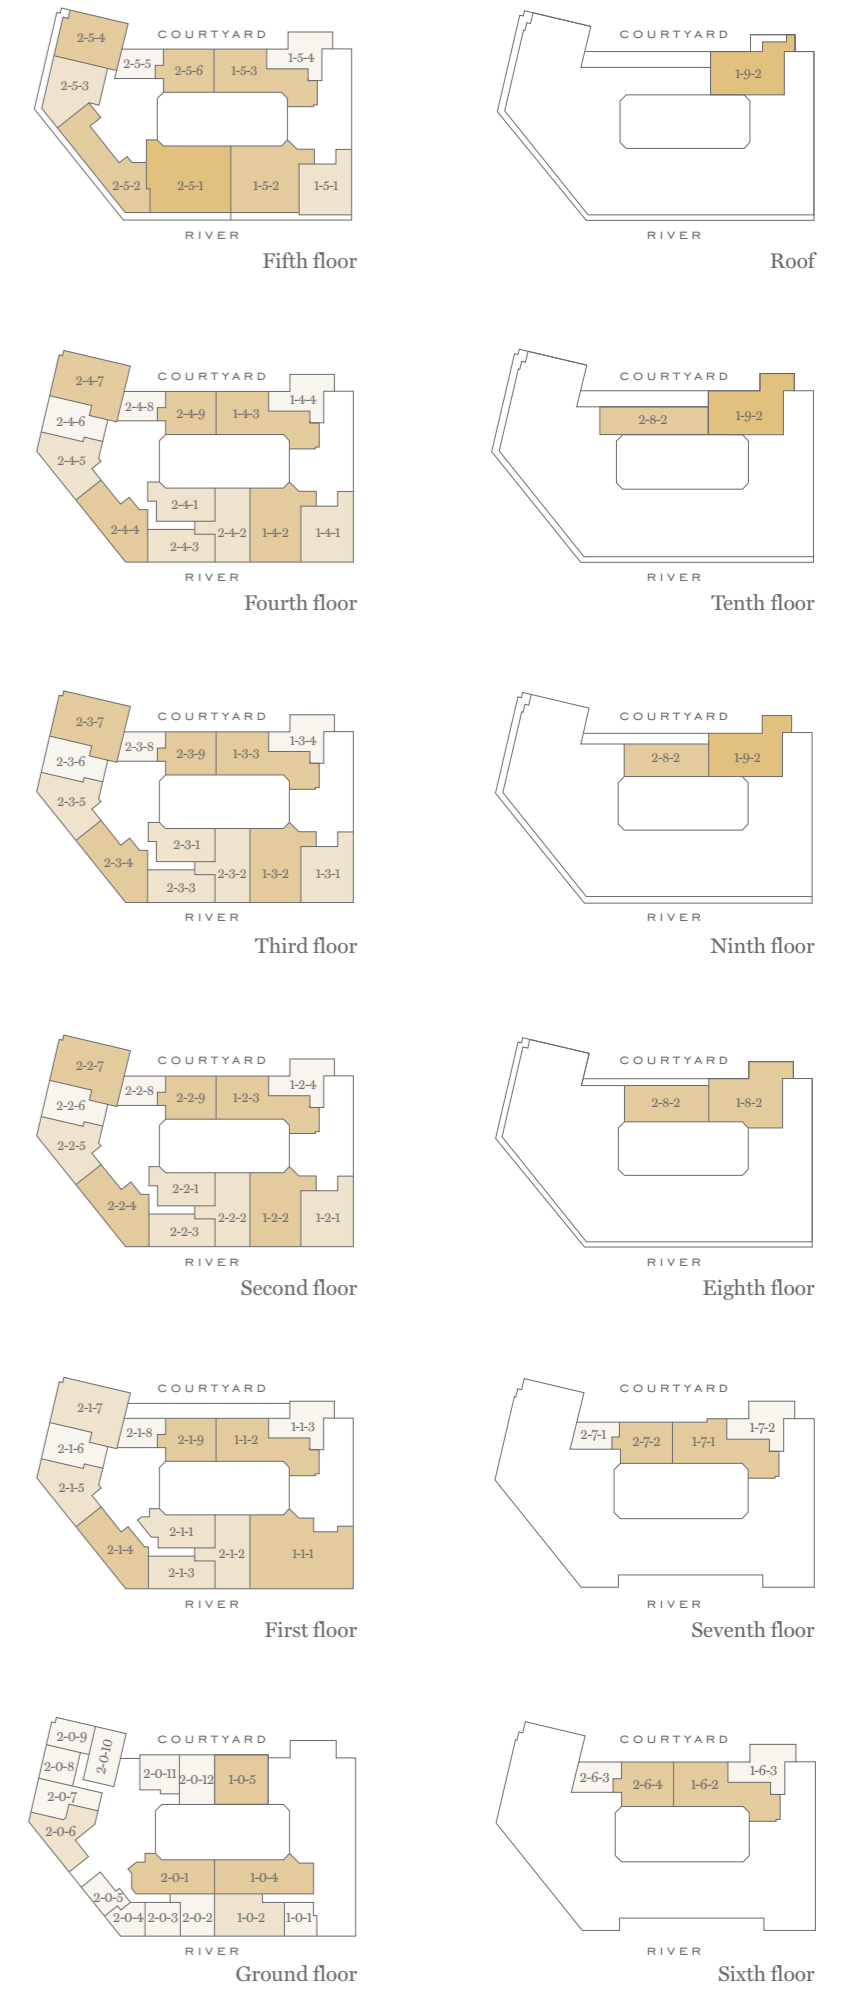 COURTYARD
2-5-4
2-5-5
2-5-6
1-5-3
1-5-4
2-5-3
2-5-2
2-5-1
1-5-2
1-5-1
RIVER
Fifth floor
COURTYARD
1-9-2
RIVER
Roof
COURTYARD
2-4-7
2-4-8
2-4-9
1-4-3
1-4-4
2-4-6
2-4-5
2-4-1
2-4-4
2-4-2
1-4-2
1-4-1
2-4-3
RIVER
Fourth floor
COURTYARD
2-8-2
1-9-2
RIVER
Tenth floor
COURTYARD
2-3-7
2-3-8
2-3-9
1-3-3
1-3-4
2-3-6
2-3-5
2-3-1
2-3-4
2-3-2
1-3-2
1-3-1
2-3-3
RIVER
Third floor
COURTYARD
2-8-2
1-9-2
RIVER
Ninth floor
COURTYARD
2-2-7
2-2-8
2-2-9
1-2-3
1-2-4
2-2-6
2-2-5
2-2-1
2-2-4
2-2-2
1-2-2
1-2-1
2-2-3
RIVER
Second floor
COURTYARD
2-8-2
1-8-2
RIVER
Eighth floor
COURTYARD
2-1-7
2-1-8
2-1-9
1-1-2
1-1-3
2-1-6
2-1-5
2-1-1
2-1-4
2-1-2
1-1-1
2-1-3
RIVER
First floor
COURTYARD
2-7-1
2-7-2
1-7-1
1-7-2
RIVER
Seventh floor
COURTYARD
2-0-9
2-0-10
2-0-8
2-0-11
2-0-12
1-0-5
2-0-7
2-0-6
2-0-1
1-0-4
2-0-5
2-0-4
2-0-3
2-0-2
1-0-2
1-0-1
RIVER
Ground floor
COURTYARD
2-6-3
2-6-4
1-6-2
1-6-3
RIVER
Sixth floor